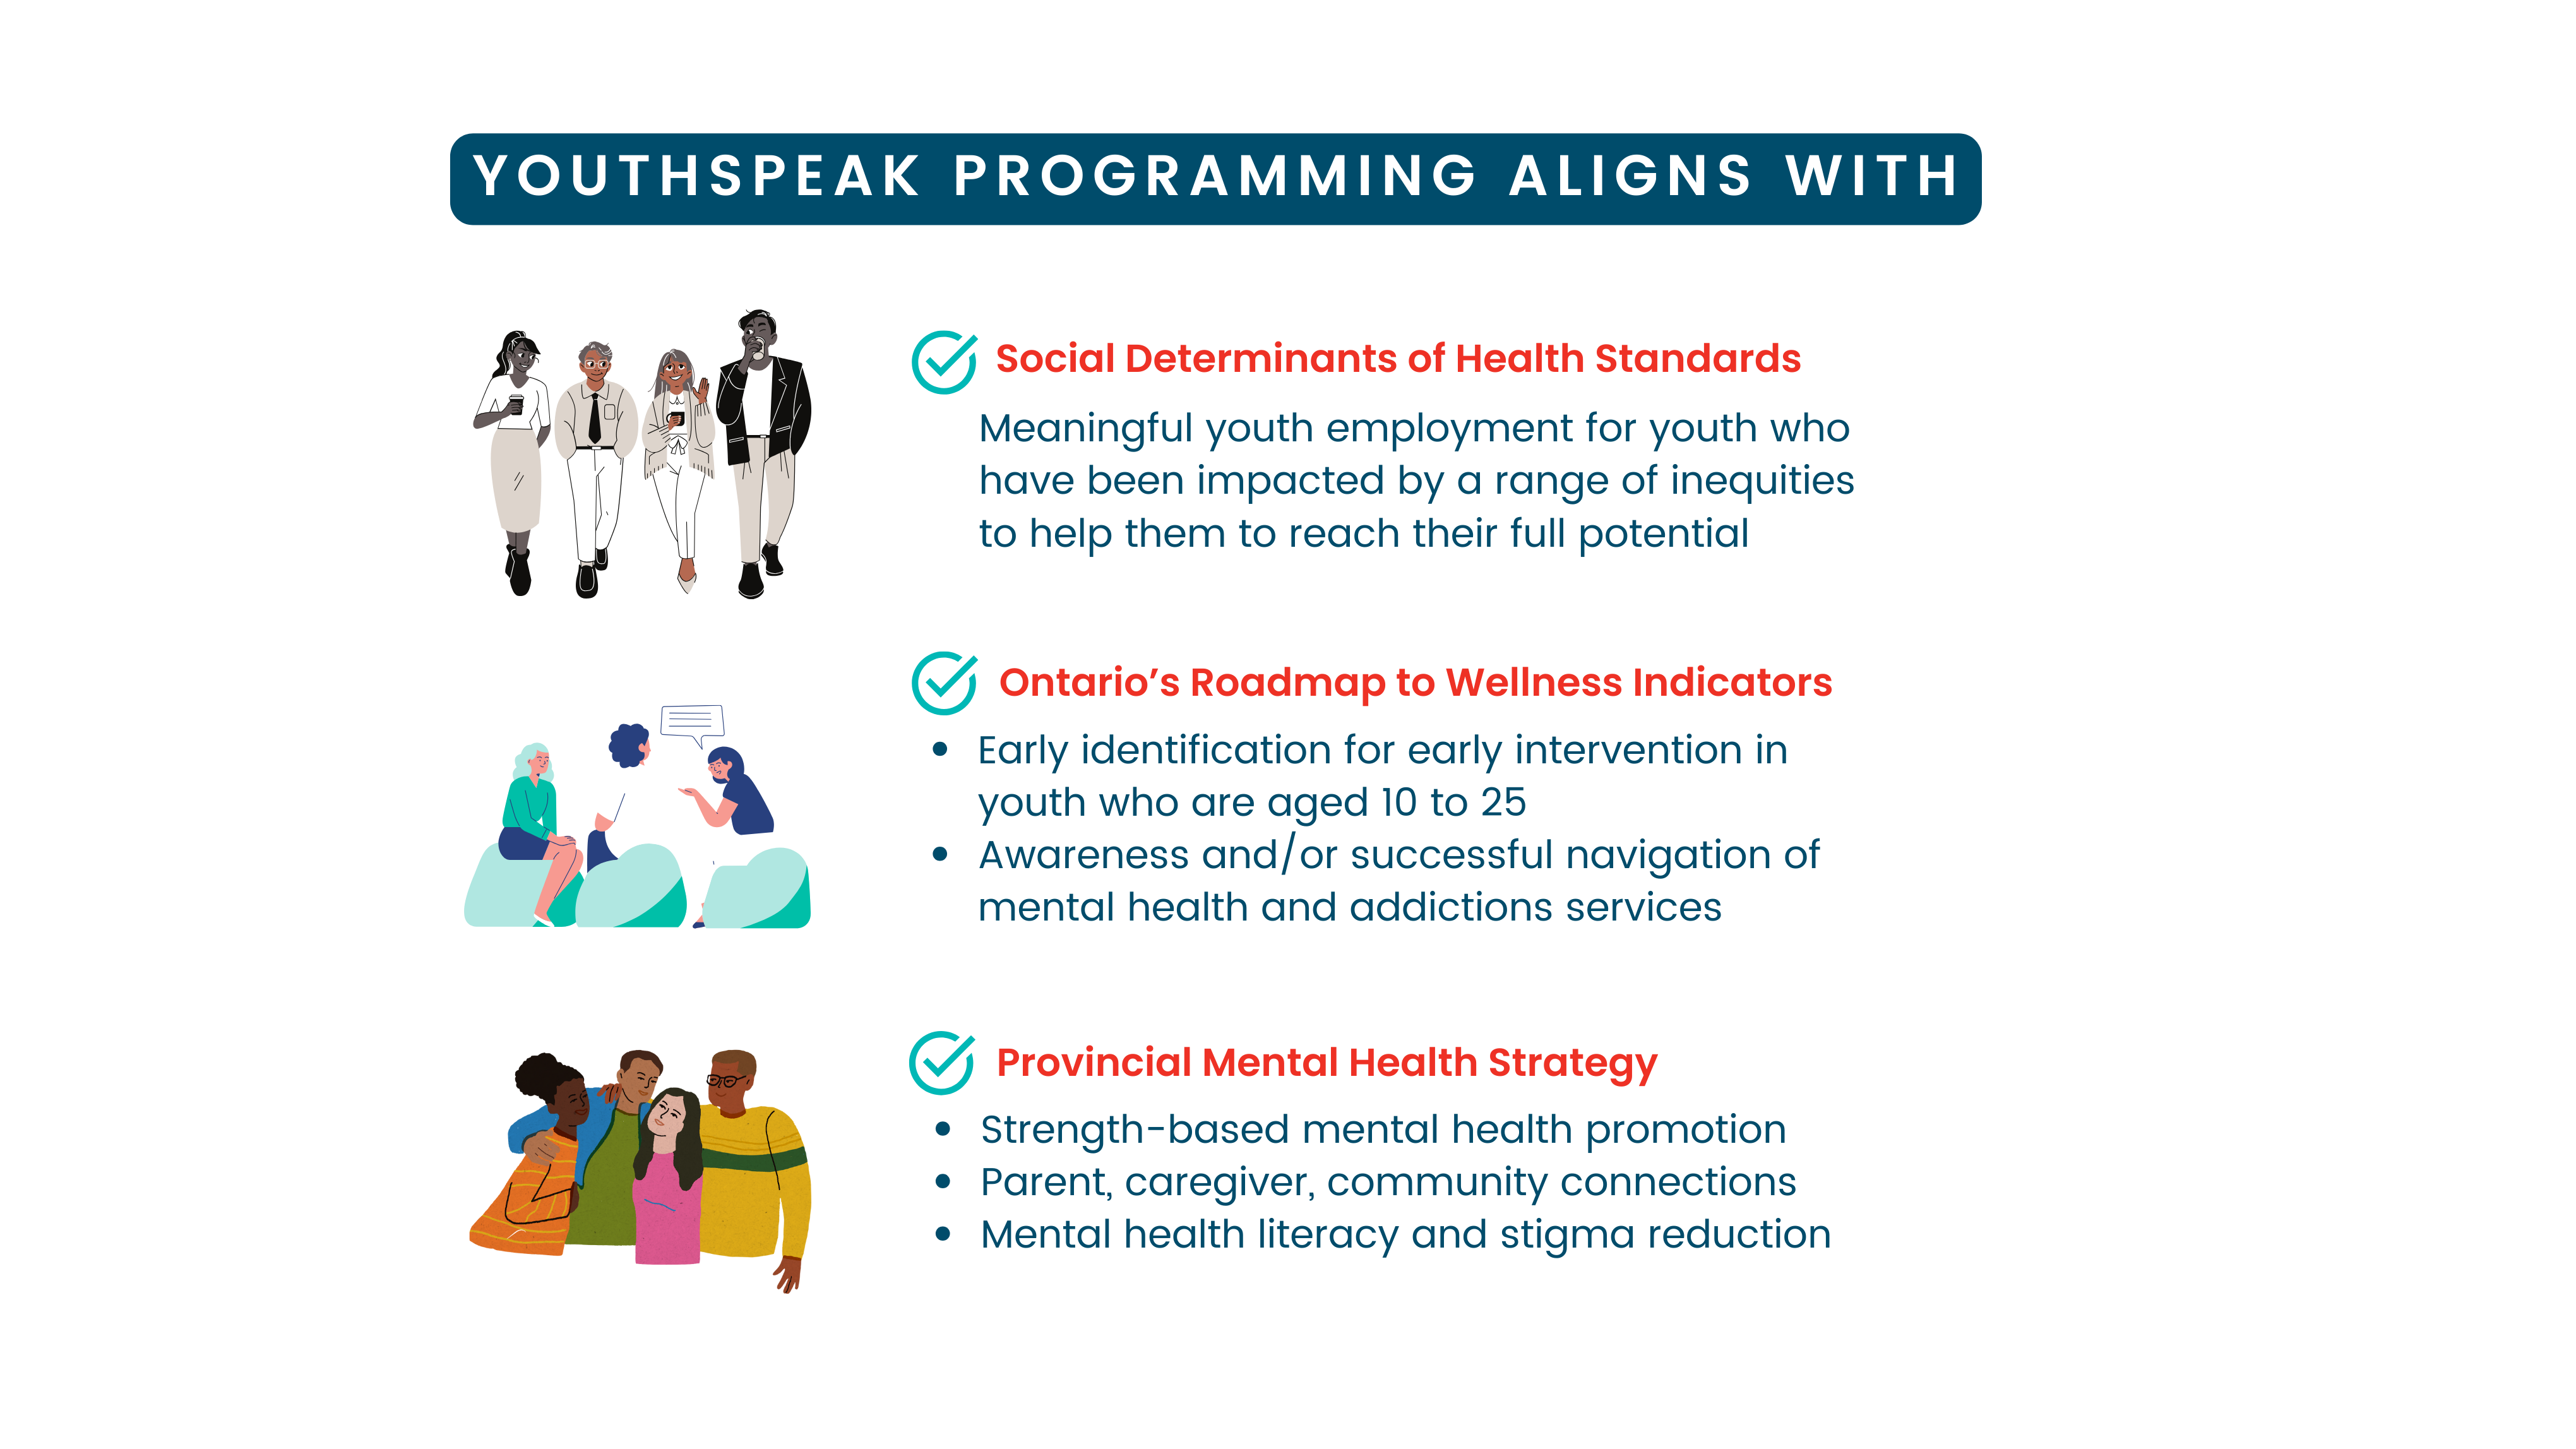 YOUTHSPEAK PROGRAMMING ALIGNS WITH
Social Determinants of Health Standards
Meaningful youth employment for youth who
have been impacted by a range of inequities
to help them to reach their full potential
Ontario’s Roadmap to Wellness Indicators
• Early identification for early intervention in
youth who are aged 10 to 25
• Awareness and/or successful navigation of
mental health and addictions services
Provincial Mental Health Strategy
• Strength-based mental health promotion
• Parent, caregiver, community connections
• Mental health literacy and stigma reduction